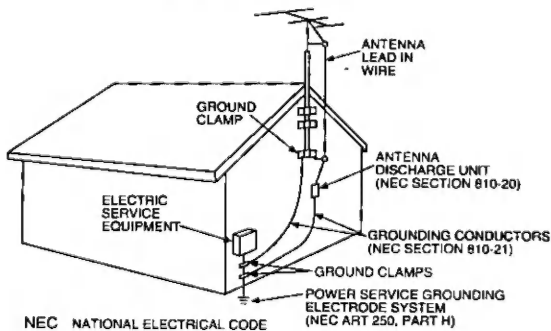 ANTENNA
LEAD IN
WIRE
GROUND
CLAMP
ANTENNA
DISCHARGE UNIT
(NEC SECTION 810-20)
ELECTRIC
SERVICE
EQUIPMENT
GROUNDING CONDUCTORS
(NEC SECTION 810-21)
GROUND CLAMPS
POWER SERVICE GROUNDING
ELECTRODE SYSTEM
(NEC ART 250, PART H)
NEC NATIONAL ELECTRICAL CODE